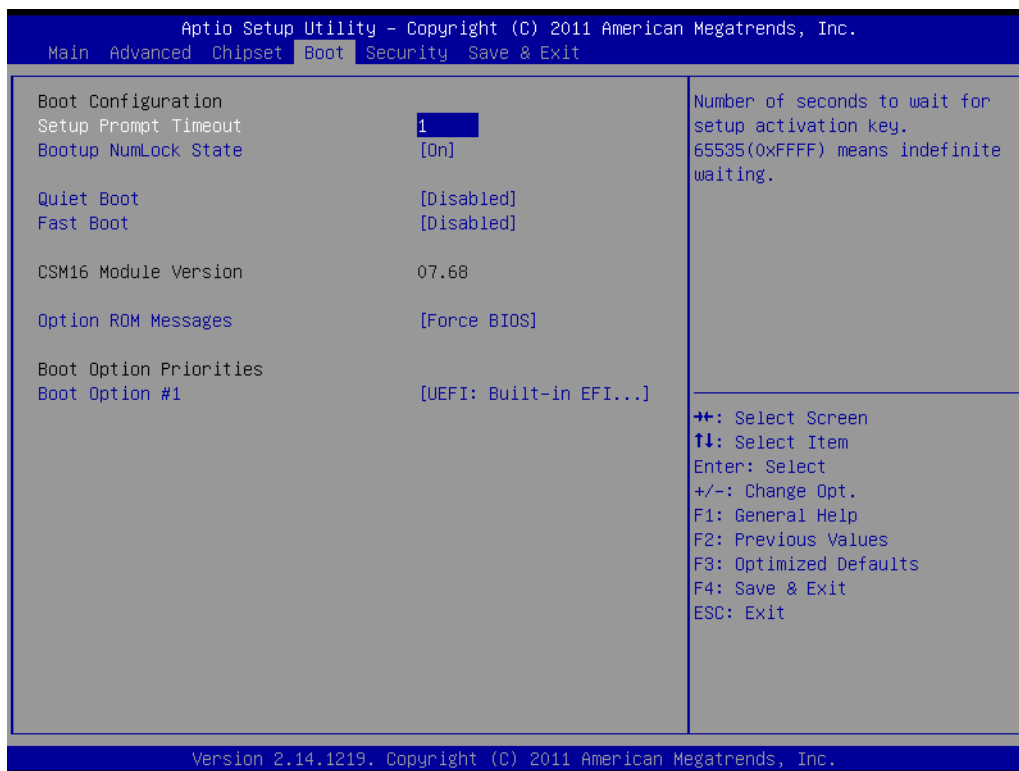 Aptio Setup Utility – Copyright (C) 2011 American Megatrends, Inc.
Main Advanced Chipset Boot Security Save & Exit
Boot Configuration
Setup Prompt Timeout 1
Bootup NumLock State [On]
Quiet Boot [Disabled]
Fast Boot [Disabled]
CSM16 Module Version 07.68
Option ROM Messages [Force BIOS]
Boot Option Priorities
Boot Option #1 [UEFI: Built-in EFI...]
Number of seconds to wait for
setup activation key.
65535(0xFFFF) means indefinite
waiting.
→←: Select Screen
↑↓: Select Item
Enter: Select
+/-: Change Opt.
F1: General Help
F2: Previous Values
F3: Optimized Defaults
F4: Save & Exit
ESC: Exit
Version 2.14.1219. Copyright (C) 2011 American Megatrends, Inc.